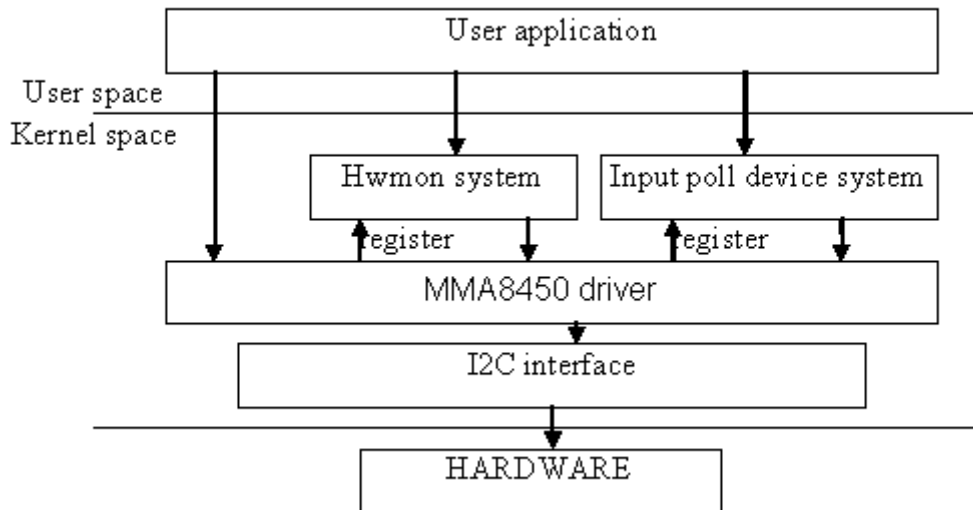 User application
User space
Kernel space
Hwmon system
Input poll device system
register
register
MMA8450 driver
I2C interface
HARDWARE